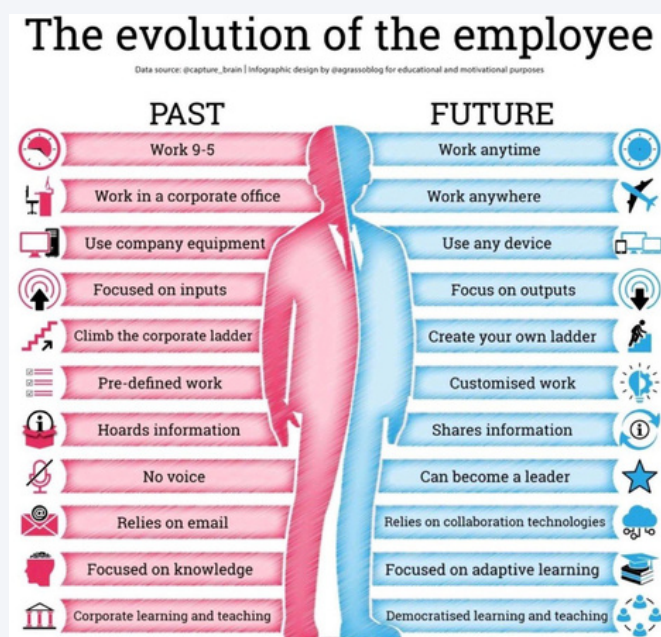 The evolution of the employee
Data source: @capture_brain | Infographic design by @agrassoblog for educational and motivational purposes
PAST
FUTURE
Work 9-5
Work anytime
Work in a corporate office
Work anywhere
Use company equipment
Use any device
Focused on inputs
Focus on outputs
Climb the corporate ladder
Create your own ladder
Pre-defined work
Customised work
Hoards information
Shares information
No voice
Can become a leader
Relies on email
Relies on collaboration technologies
Focused on knowledge
Focused on adaptive learning
Corporate learning and teaching
Democratised learning and teaching